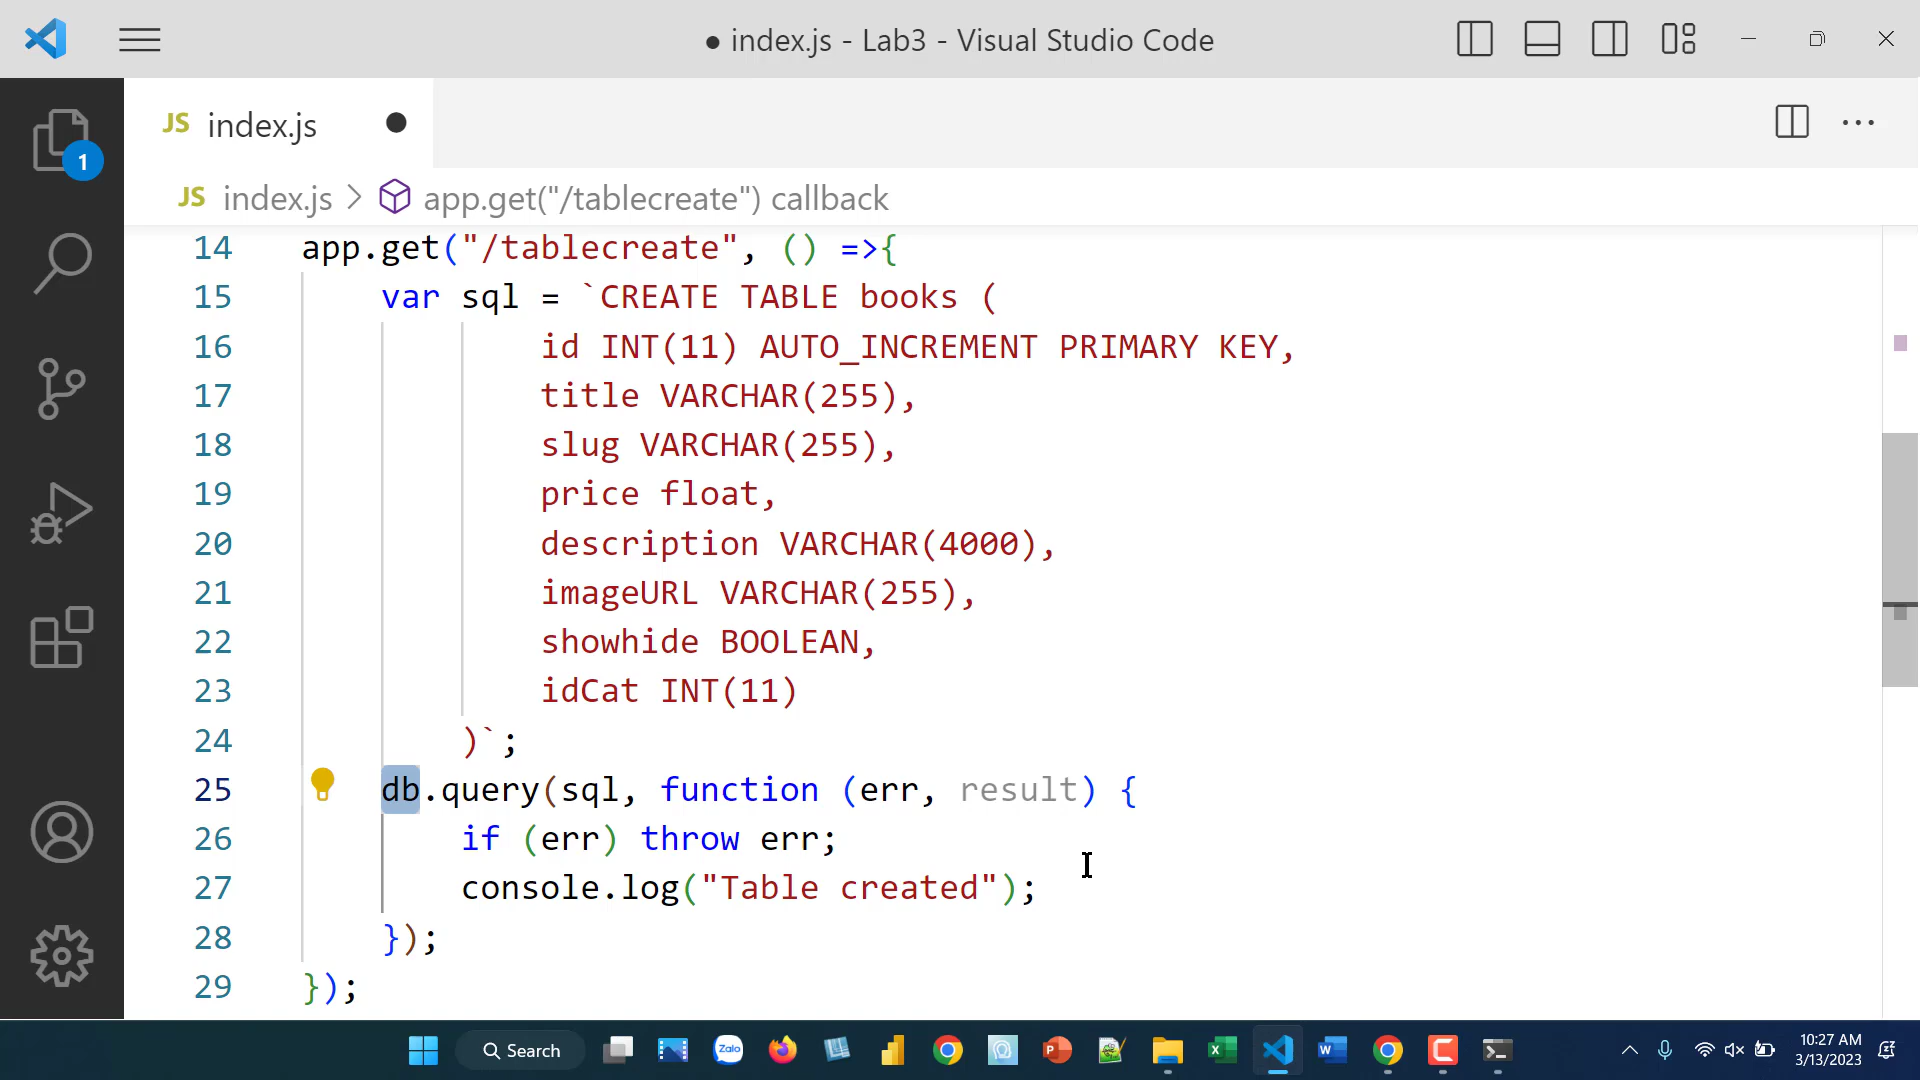 ● index.js - Lab3 - Visual Studio Code
JS index.js ●
1
JS index.js > app.get("/tablecreate") callback
14 app.get("/tablecreate", () =>{
15 var sql = `CREATE TABLE books (
16 id INT(11) AUTO_INCREMENT PRIMARY KEY,
17 title VARCHAR(255),
18 slug VARCHAR(255),
19 price float,
20 description VARCHAR(4000),
21 imageURL VARCHAR(255),
22 showhide BOOLEAN,
23 idCat INT(11)
24 )`;
25 db.query(sql, function (err, result) {
26 if (err) throw err;
27 console.log("Table created");
28 });
29 });
Search
Zalo
P
X
W
C
10:27 AM
3/13/2023